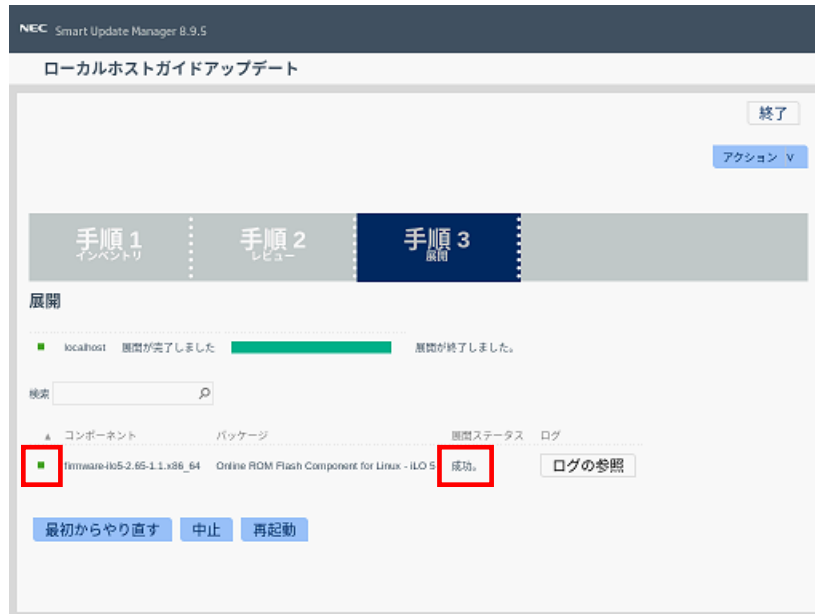 NEC Smart Update Manager 8.9.5
ローカルホストガイドアップデート
終了
アクション ∨
手順 1
インベントリ
手順 2
レビュー
手順 3
展開
展開
localhost 展開が完了しました 展開が終了しました。
検索
▲ コンポーネント パッケージ 展開ステータス ログ
firmware-ilo5-2.65-1.1.x86_64 Online ROM Flash Component for Linux - iLO 5 成功。 ログの参照
最初からやり直す 中止 再起動